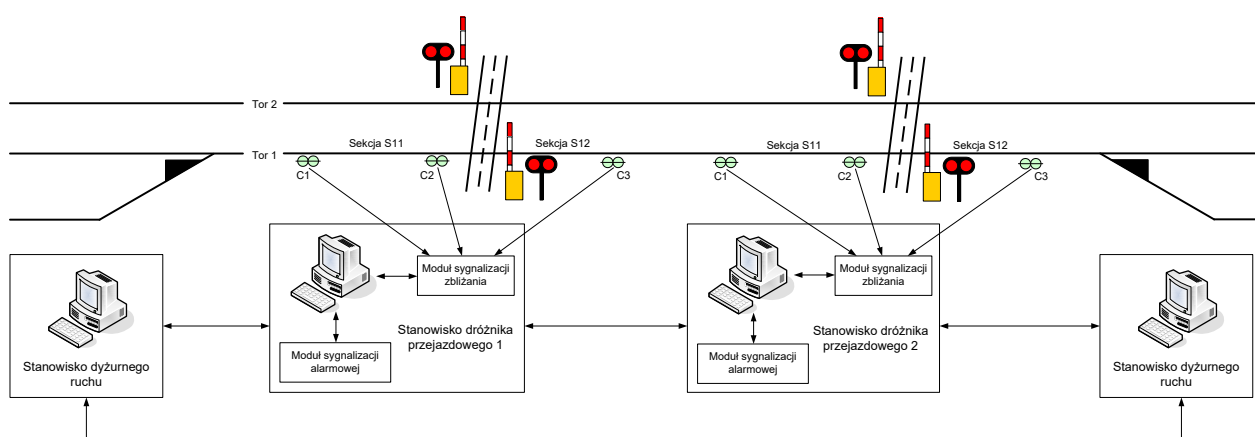 Tor 2
Tor 1
Sekcja S11
Sekcja S12
Sekcja S11
Sekcja S12
C1
C2
C3
C1
C2
C3
Moduł sygnalizacji
zbliżania
Stanowisko dróżnika
przejazdowego 1
Moduł sygnalizacji
alarmowej
Moduł sygnalizacji
zbliżania
Stanowisko dróżnika
przejazdowego 2
Moduł sygnalizacji
alarmowej
Stanowisko dyżurnego
ruchu
Stanowisko dyżurnego
ruchu